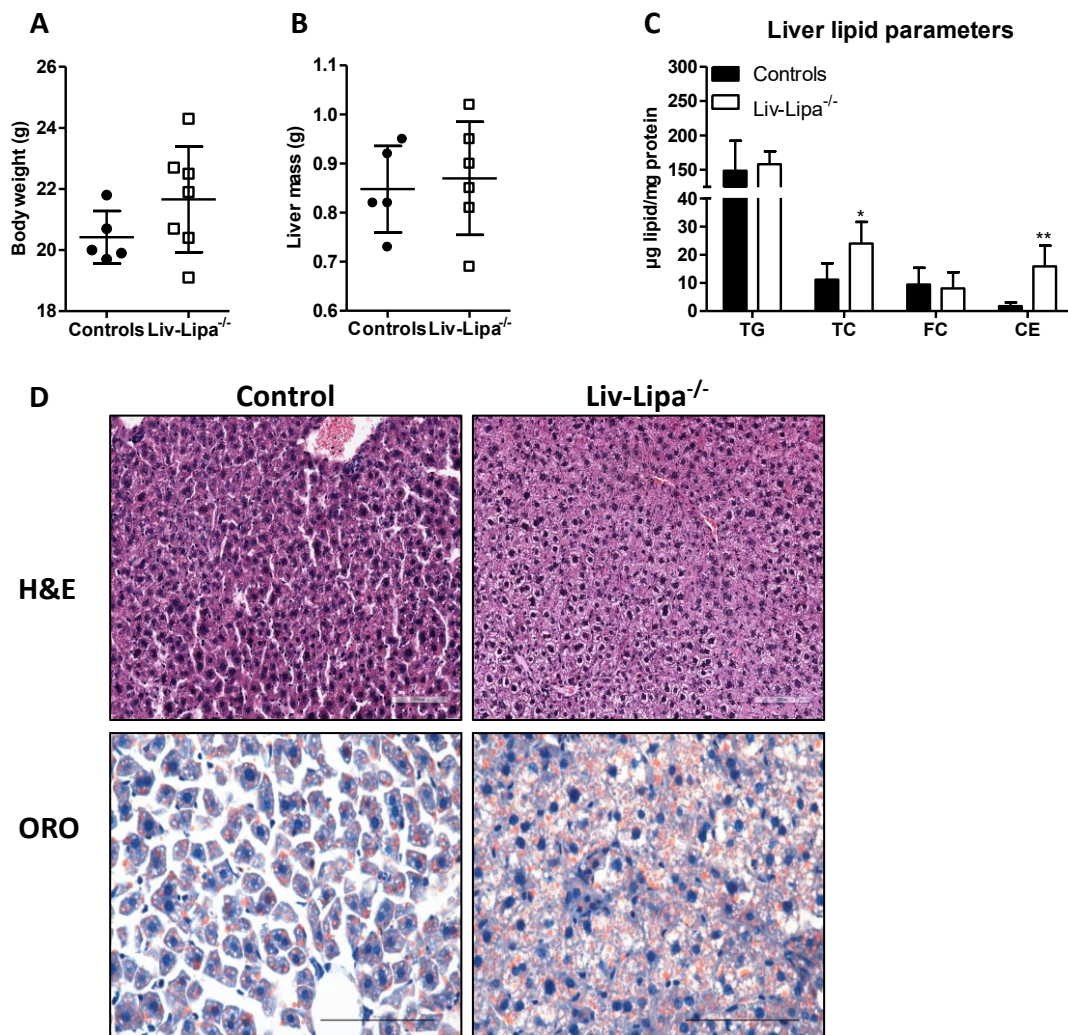 A
Body weight (g)
26
24
22
20
18
Controls Liv-Lipa-/-
B
Liver mass (g)
1.1
1.0
0.9
0.8
0.7
0.6
Controls Liv-Lipa-/-
C
Liver lipid parameters
µg lipid/mg protein
300
250
200
150
40
30
20
10
0
Controls
Liv-Lipa-/-
*
**
TG TC FC CE
D
Control Liv-Lipa-/-
H&E
ORO